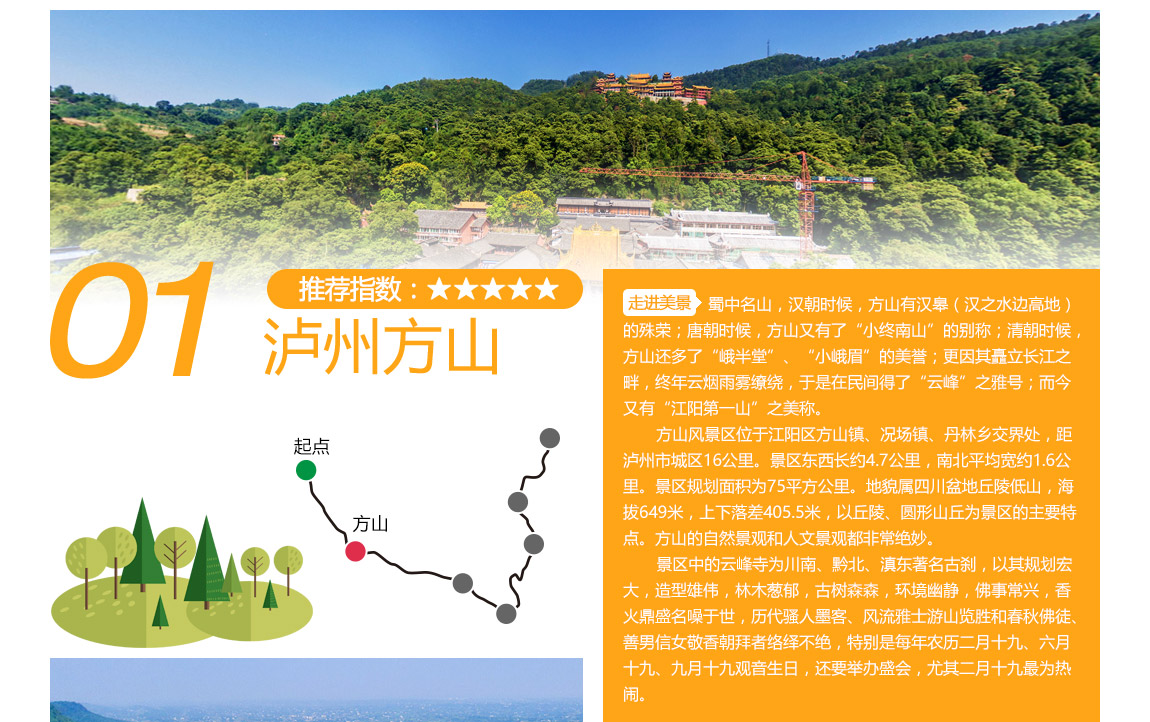 01
推荐指数：★★★★★
泸州方山
起点
方山
走进美景 蜀中名山，汉朝时候，方山有汉皋（汉之水边高地）
的殊荣；唐朝时候，方山又有了“小终南山”的别称；清朝时候，
方山还多了“峨半堂”、“小峨眉”的美誉；更因其矗立长江之
畔，终年云烟雨雾缭绕，于是在民间得了“云峰”之雅号；而今
又有“江阳第一山”之美称。
方山风景区位于江阳区方山镇、况场镇、丹林乡交界处，距
泸州市城区16公里。景区东西长约4.7公里，南北平均宽约1.6公
里。景区规划面积为75平方公里。地貌属四川盆地丘陵低山，海
拔649米，上下落差405.5米，以丘陵、圆形山丘为景区的主要特
点。方山的自然景观和人文景观都非常绝妙。
景区中的云峰寺为川南、黔北、滇东著名古刹，以其规划宏
大，造型雄伟，林木葱郁，古树森森，环境幽静，佛事常兴，香
火鼎盛名噪于世，历代骚人墨客、风流雅士游山览胜和春秋佛徒、
善男信女敬香朝拜者络绎不绝，特别是每年农历二月十九、六月
十九、九月十九观音生日，还要举办盛会，尤其二月十九最为热
闹。